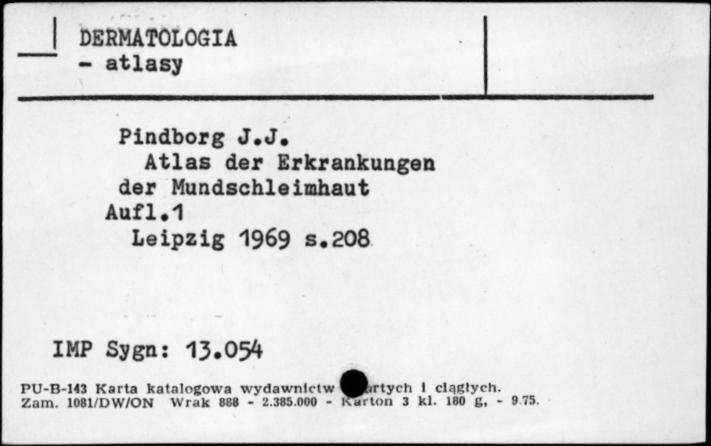 DERMATOLOGIA
- atlasy
Pindborg J.J.
Atlas der Erkrankungen
der Mundschleimhaut
Aufl.1
Leipzig 1969 s.208
IMP Sygn: 13.054
PU-B-143 Karta katalogowa wydawnictw rtych i ciągłych.
Zam. 1081/DW/ON Wrak 888 - 2.385.000 - Karton 3 kl. 180 g, - 9.75.